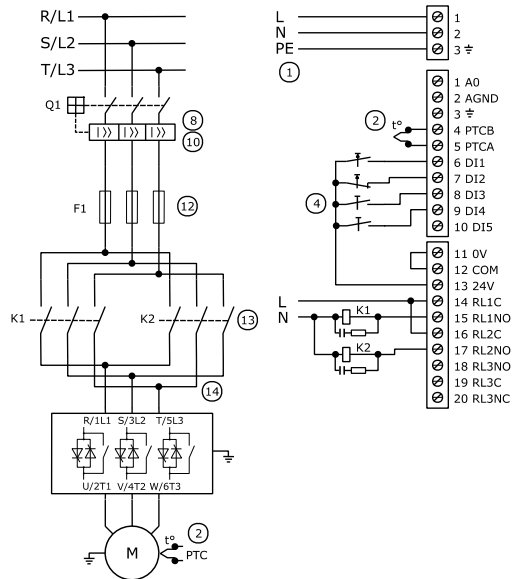 R/L1
S/L2
T/L3
Q1
8
10
F1
12
K1
K2
13
14
R/1L1 S/3L2 T/5L3
U/2T1 V/4T2 W/6T3
M
t°
2
PTC
L
N
PE
1
1
2
3
1 A0
2 AGND
3
4 PTCB
5 PTCA
6 DI1
7 DI2
8 DI3
9 DI4
10 DI5
2
t°
4
11 0V
12 COM
13 24V
14 RL1C
15 RL1NO
16 RL2C
17 RL2NO
18 RL3NO
19 RL3C
20 RL3NC
L
N
K1
K2